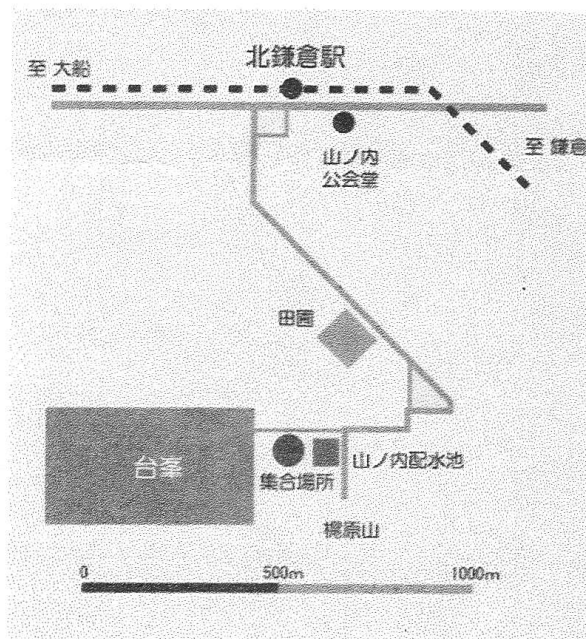 北鎌倉駅
至 大船
山ノ内
公会堂
至 鎌倉
田園
台峯
集合場所
山ノ内配水池
梶原山
0 500m 1000m